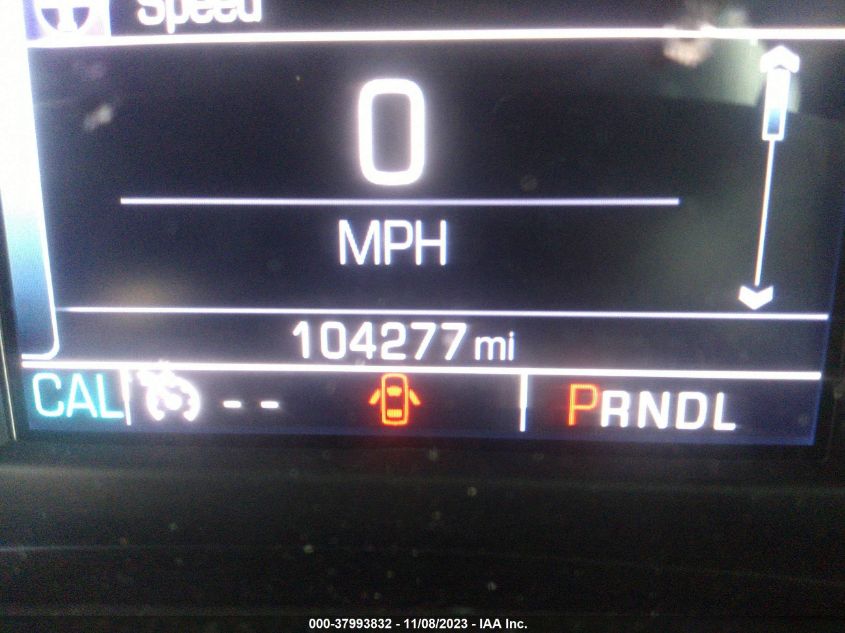 Speed
0
MPH
104277 mi
CAL - - PRNDL
000-37993832 - 11/08/2023 - IAA Inc.